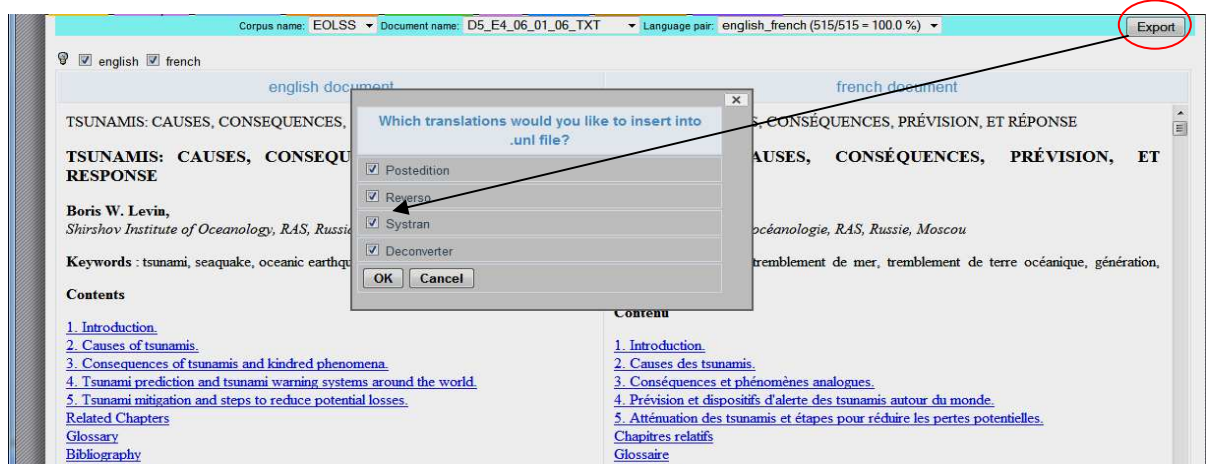 Corpus name: EOLSS Document name: D5_E4_06_01_06_TXT Language pair: english_french (515/515 = 100.0 %) Export
english french
english document
french document
TSUNAMIS: CAUSES, CONSEQUENCES,
TSUNAMIS: CAUSES, CONSEQU
RESPONSE
Boris W. Levin,
Shirshov Institute of Oceanology, RAS, Russie
Keywords : tsunami, seaquake, oceanic earthqu
Contents
1. Introduction.
2. Causes of tsunamis.
3. Consequences of tsunamis and kindred phenomena.
4. Tsunami prediction and tsunami warning systems around the world.
5. Tsunami mitigation and steps to reduce potential losses.
Related Chapters
Glossary
Bibliography
Which translations would you like to insert into
.unl file?
Postedition
Reverso
Systran
Deconverter
OK Cancel
S, CONSÉQUENCES, PRÉVISION, ET RÉPONSE
AUSES, CONSÉQUENCES, PRÉVISION, ET
océanologie, RAS, Russie, Moscou
tremblement de mer, tremblement de terre océanique, génération,
Contenu
1. Introduction.
2. Causes des tsunamis.
3. Conséquences et phénomènes analogues.
4. Prévision et dispositifs d'alerte des tsunamis autour du monde.
5. Atténuation des tsunamis et étapes pour réduire les pertes potentielles.
Chapitres relatifs
Glossaire